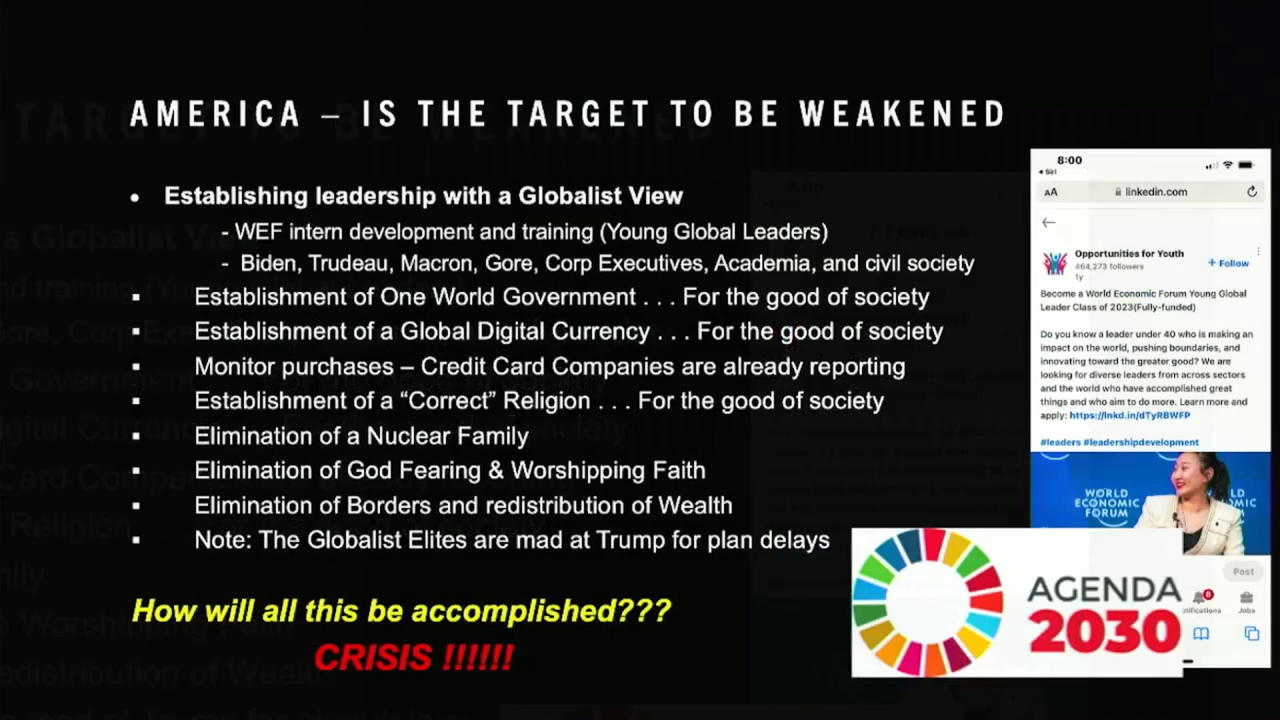 AMERICA – IS THE TARGET TO BE WEAKENED
• Establishing leadership with a Globalist View
- WEF intern development and training (Young Global Leaders)
- Biden, Trudeau, Macron, Gore, Corp Executives, Academia, and civil society
▪ Establishment of One World Government . . . For the good of society
▪ Establishment of a Global Digital Currency . . . For the good of society
▪ Monitor purchases – Credit Card Companies are already reporting
▪ Establishment of a “Correct” Religion . . . For the good of society
▪ Elimination of a Nuclear Family
▪ Elimination of God Fearing & Worshipping Faith
▪ Elimination of Borders and redistribution of Wealth
▪ Note: The Globalist Elites are mad at Trump for plan delays
How will all this be accomplished???
CRISIS !!!!!!
8:00
◂ Siri
AA linkedin.com
Opportunities for Youth
464,273 followers
1y
+ Follow
Become a World Economic Forum Young Global
Leader Class of 2023(Fully-funded)
Do you know a leader under 40 who is making an
impact on the world, pushing boundaries, and
innovating toward the greater good? We are
looking for diverse leaders from across sectors
and the world who have accomplished great
things and who aim to do more. Learn more and
apply: https://lnkd.in/dTyRBWFP
#leaders #leadershipdevelopment
WORLD
ECONOMIC
FORUM
Post
8
Jobs
AGENDA
2030